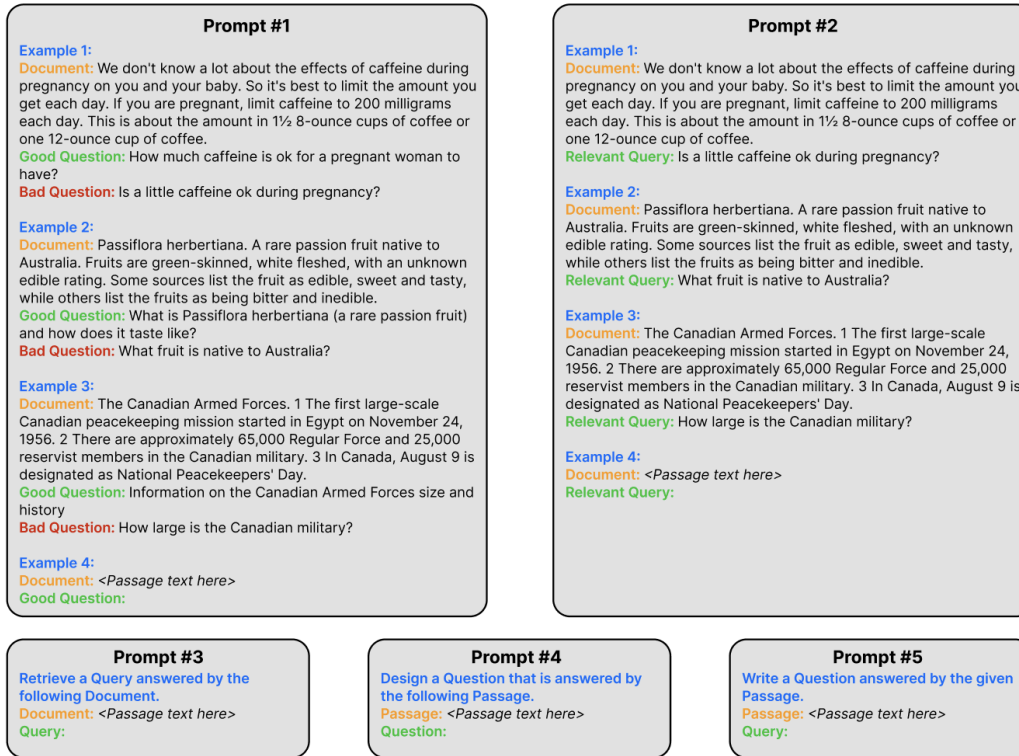 Prompt #1
Example 1:
Document: We don't know a lot about the effects of caffeine during
pregnancy on you and your baby. So it's best to limit the amount you
get each day. If you are pregnant, limit caffeine to 200 milligrams
each day. This is about the amount in 1½ 8-ounce cups of coffee or
one 12-ounce cup of coffee.
Good Question: How much caffeine is ok for a pregnant woman to
have?
Bad Question: Is a little caffeine ok during pregnancy?
Example 2:
Document: Passiflora herbertiana. A rare passion fruit native to
Australia. Fruits are green-skinned, white fleshed, with an unknown
edible rating. Some sources list the fruit as edible, sweet and tasty,
while others list the fruits as being bitter and inedible.
Good Question: What is Passiflora herbertiana (a rare passion fruit)
and how does it taste like?
Bad Question: What fruit is native to Australia?
Example 3:
Document: The Canadian Armed Forces. 1 The first large-scale
Canadian peacekeeping mission started in Egypt on November 24,
1956. 2 There are approximately 65,000 Regular Force and 25,000
reservist members in the Canadian military. 3 In Canada, August 9 is
designated as National Peacekeepers' Day.
Good Question: Information on the Canadian Armed Forces size and
history
Bad Question: How large is the Canadian military?
Example 4:
Document: <Passage text here>
Good Question:
Prompt #2
Example 1:
Document: We don't know a lot about the effects of caffeine during
pregnancy on you and your baby. So it's best to limit the amount you
get each day. If you are pregnant, limit caffeine to 200 milligrams
each day. This is about the amount in 1½ 8-ounce cups of coffee or
one 12-ounce cup of coffee.
Relevant Query: Is a little caffeine ok during pregnancy?
Example 2:
Document: Passiflora herbertiana. A rare passion fruit native to
Australia. Fruits are green-skinned, white fleshed, with an unknown
edible rating. Some sources list the fruit as edible, sweet and tasty,
while others list the fruits as being bitter and inedible.
Relevant Query: What fruit is native to Australia?
Example 3:
Document: The Canadian Armed Forces. 1 The first large-scale
Canadian peacekeeping mission started in Egypt on November 24,
1956. 2 There are approximately 65,000 Regular Force and 25,000
reservist members in the Canadian military. 3 In Canada, August 9 is
designated as National Peacekeepers' Day.
Relevant Query: How large is the Canadian military?
Example 4:
Document: <Passage text here>
Relevant Query:
Prompt #3
Retrieve a Query answered by the
following Document.
Document: <Passage text here>
Query:
Prompt #4
Design a Question that is answered by
the following Passage.
Passage: <Passage text here>
Question:
Prompt #5
Write a Question answered by the given
Passage.
Passage: <Passage text here>
Query: